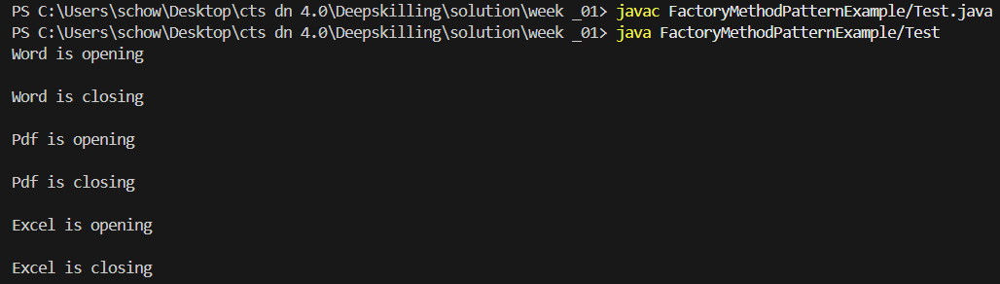 PS C:\Users\schow\Desktop\cts dn 4.0\Deepskilling\solution\week _01> javac FactoryMethodPatternExample/Test.java
PS C:\Users\schow\Desktop\cts dn 4.0\Deepskilling\solution\week _01> java FactoryMethodPatternExample/Test
Word is opening
Word is closing
Pdf is opening
Pdf is closing
Excel is opening
Excel is closing